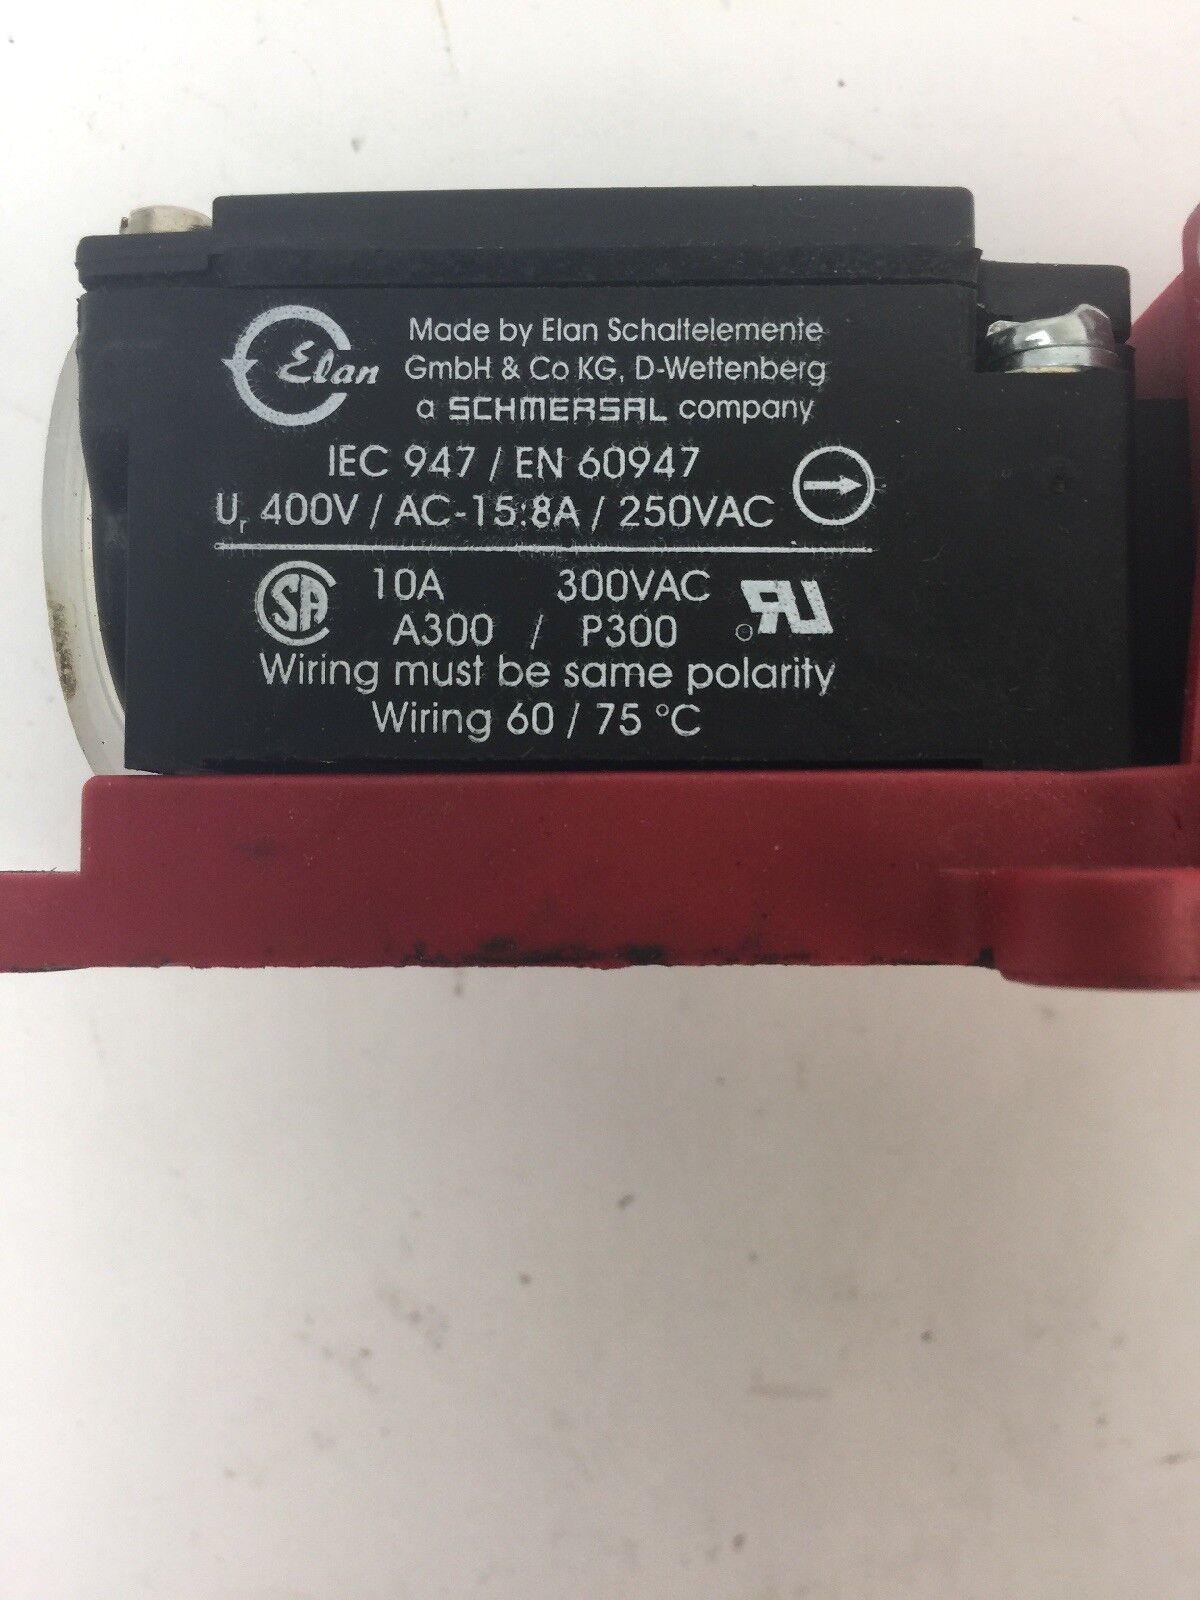 Elan
Made by Elan Schaltelemente
GmbH & Co KG, D-Wettenberg
a SCHMERSAL company
IEC 947 / EN 60947
Ur 400V / AC-15:8A / 250VAC
SA 10A 300VAC
A300 / P300
Wiring must be same polarity
Wiring 60 / 75 °C